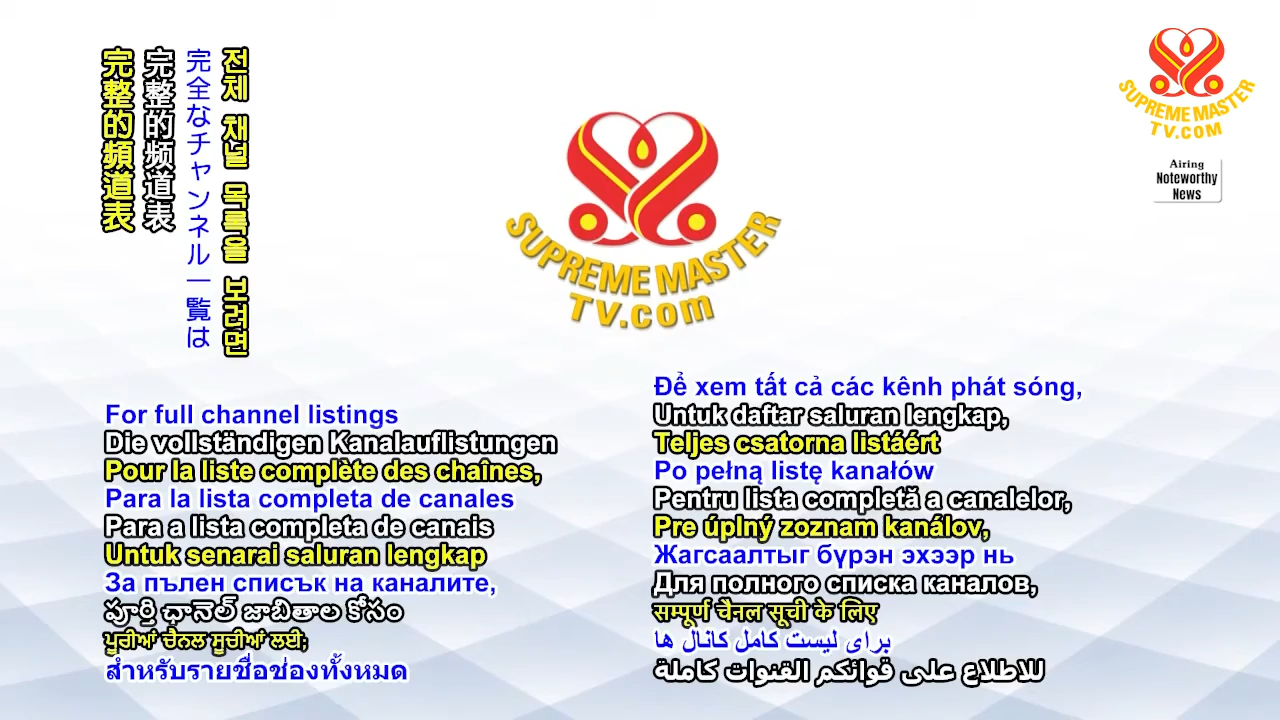 完整的頻道表
完整的频道表
完全なチャンネル一覧は
전체 채널 목록을 보려면
SUPREME MASTER
TV.com
SUPREME MASTER
TV.COM
Airing
Noteworthy
News
For full channel listings
Die vollständigen Kanalauflistungen
Pour la liste complète des chaînes,
Para la lista completa de canales
Para a lista completa de canais
Untuk senarai saluran lengkap
За пълен списък на каналите,
పూర్తి ఛానెల్ జాబితాల కోసం
ਪੂਰੀਆਂ ਚੈਨਲ ਸੂਚੀਆਂ ਲਈ;
สำหรับรายชื่อช่องทั้งหมด
Để xem tất cả các kênh phát sóng,
Untuk daftar saluran lengkap,
Teljes csatorna listáért
Po pełną listę kanałów
Pentru lista completă a canalelor,
Pre úplný zoznam kanálov,
Жагсаалтыг бүрэн эхээр нь
Для полного списка каналов,
सम्पूर्ण चैनल सूची के लिए
برای لیست کامل کانال ها
للاطلاع على قوائكم القنوات كاملة